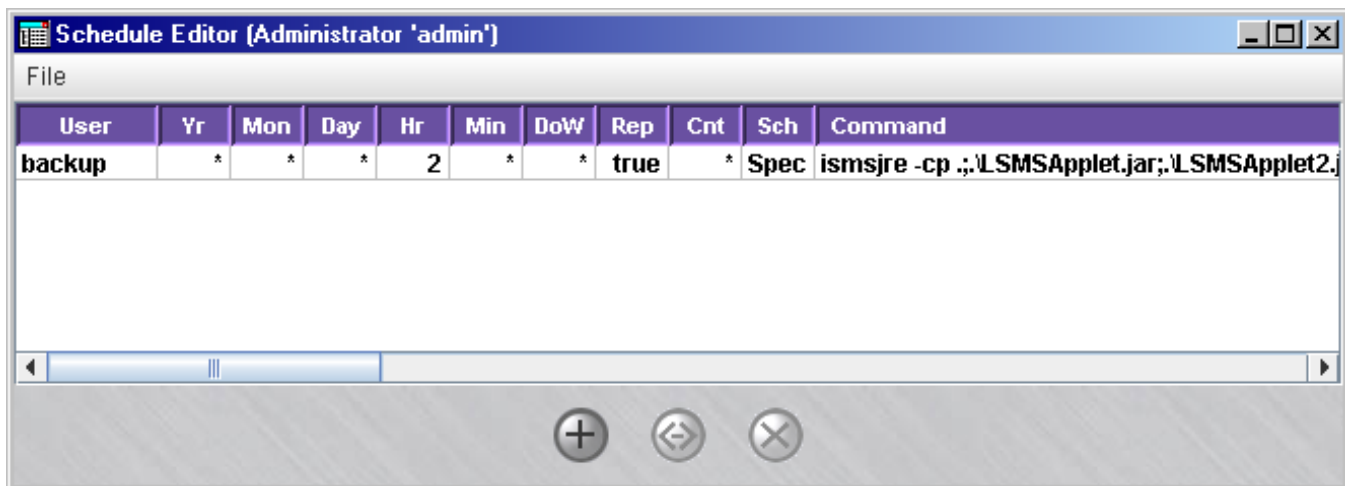 Schedule Editor (Administrator 'admin')
File
User Yr Mon Day Hr Min DoW Rep Cnt Sch Command
backup * * * 2 * * true * Spec ismsjre -cp .;.\LSMSApplet.jar;.\LSMSApplet2.j